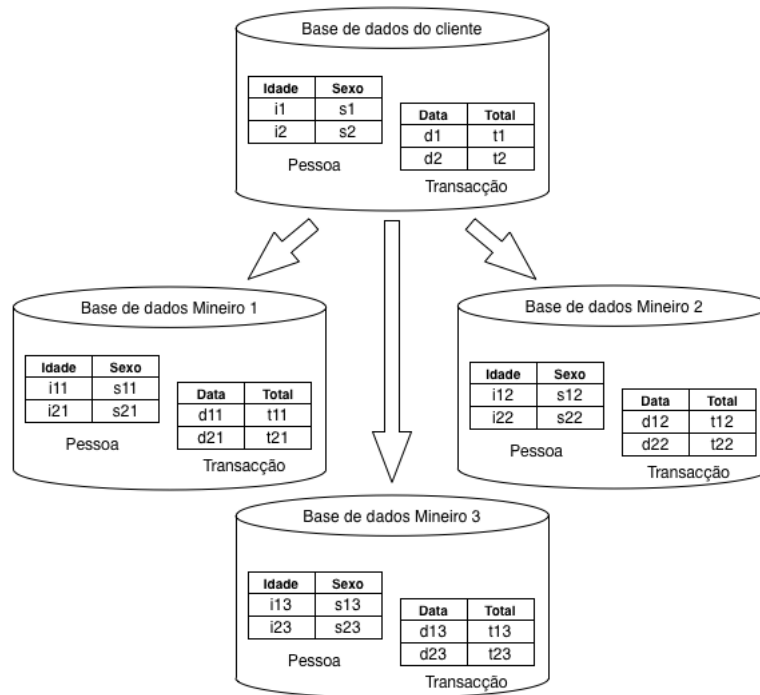 Base de dados do cliente
Idade Sexo
i1 s1
i2 s2
Pessoa
Data Total
d1 t1
d2 t2
Transacção
Base de dados Mineiro 1
Idade Sexo
i11 s11
i21 s21
Pessoa
Data Total
d11 t11
d21 t21
Transacção
Base de dados Mineiro 2
Idade Sexo
i12 s12
i22 s22
Pessoa
Data Total
d12 t12
d22 t22
Transacção
Base de dados Mineiro 3
Idade Sexo
i13 s13
i23 s23
Pessoa
Data Total
d13 t13
d23 t23
Transacção